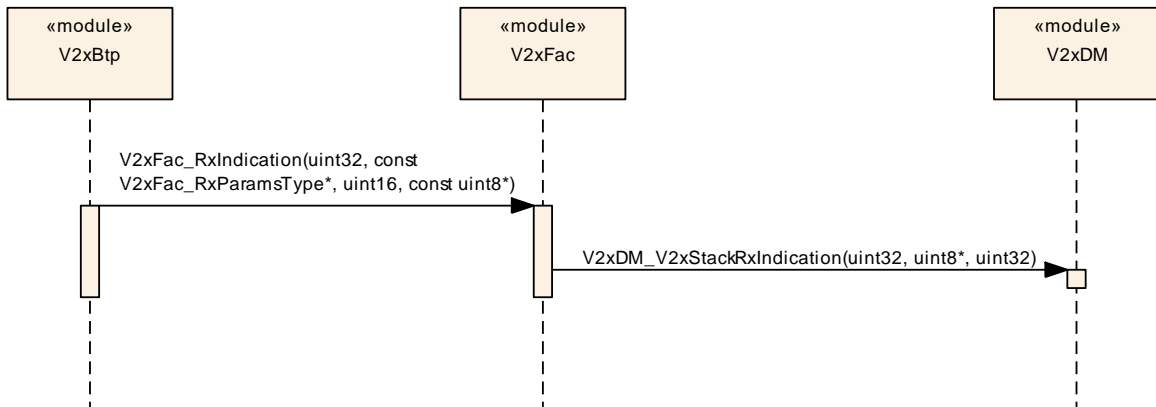 «module»
V2xBtp
«module»
V2xFac
«module»
V2xDM
V2xFac_RxIndication(uint32, const
V2xFac_RxParamsType*, uint16, const uint8*)
V2xDM_V2xStackRxIndication(uint32, uint8*, uint32)